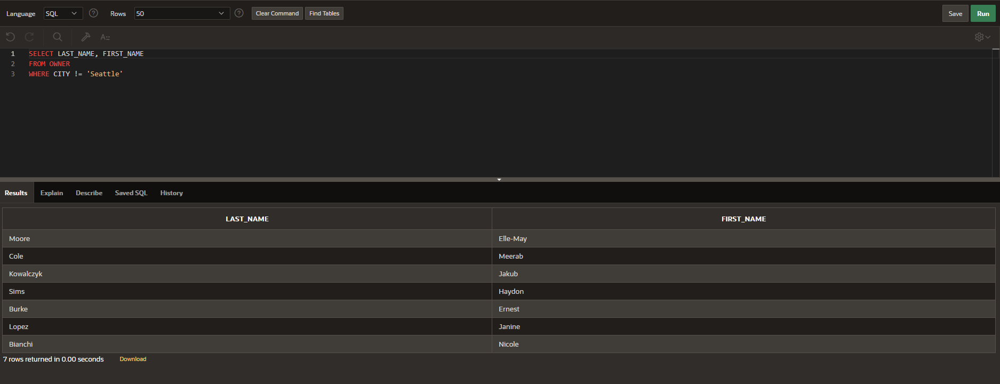 Language SQL ? Rows 50 ? Clear Command Find Tables Save Run
A
1 SELECT LAST_NAME, FIRST_NAME
2 FROM OWNER
3 WHERE CITY != 'Seattle'
Results Explain Describe Saved SQL History
LAST_NAME FIRST_NAME
Moore Elle-May
Cole Meerab
Kowalczyk Jakub
Sims Haydon
Burke Ernest
Lopez Janine
Bianchi Nicole
7 rows returned in 0.00 seconds Download